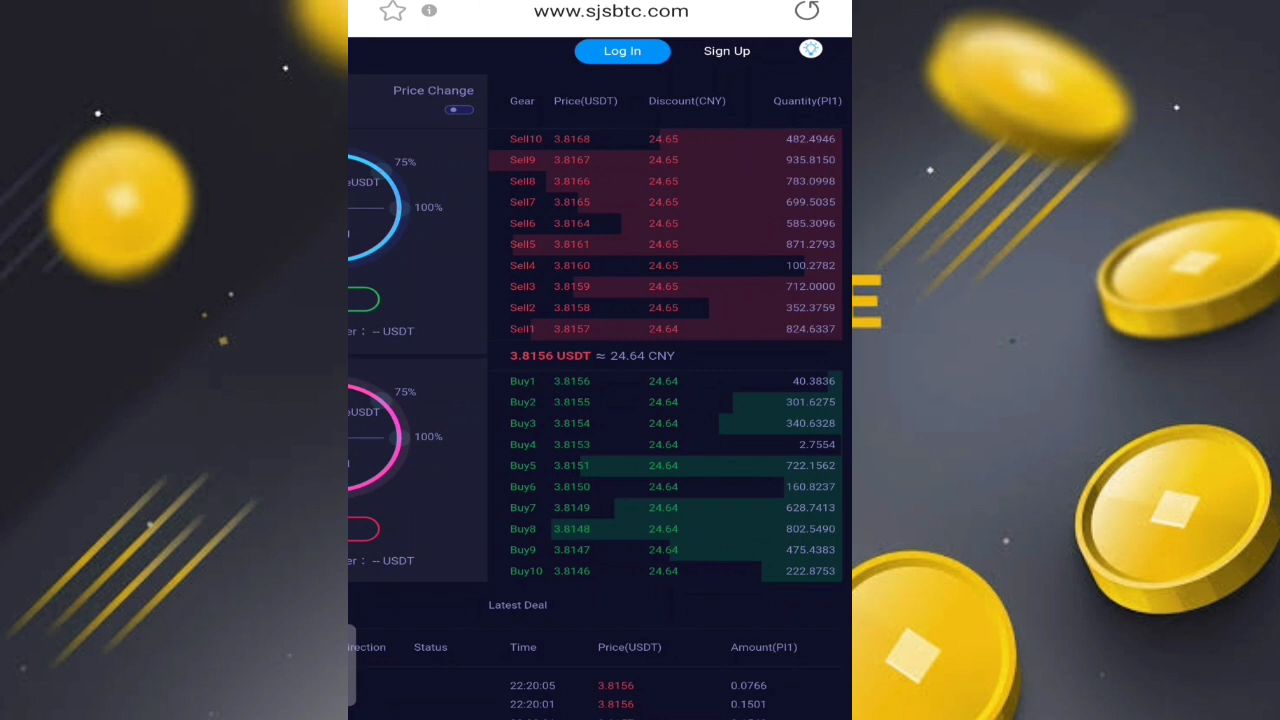 www.sjsbtc.com
Log In Sign Up
Price Change
75%
eUSDT
100%
er： -- USDT
75%
eUSDT
100%
er： -- USDT
Gear Price(USDT) Discount(CNY) Quantity(PI1)
Sell10 3.8168 24.65 482.4946
Sell9 3.8167 24.65 935.8150
Sell8 3.8166 24.65 783.0998
Sell7 3.8165 24.65 699.5035
Sell6 3.8164 24.65 585.3096
Sell5 3.8161 24.65 871.2793
Sell4 3.8160 24.65 100.2782
Sell3 3.8159 24.65 712.0000
Sell2 3.8158 24.65 352.3759
Sell1 3.8157 24.64 824.6337
3.8156 USDT ≈ 24.64 CNY
Buy1 3.8156 24.64 40.3836
Buy2 3.8155 24.64 301.6275
Buy3 3.8154 24.64 340.6328
Buy4 3.8153 24.64 2.7554
Buy5 3.8151 24.64 722.1562
Buy6 3.8150 24.64 160.8237
Buy7 3.8149 24.64 628.7413
Buy8 3.8148 24.64 802.5490
Buy9 3.8147 24.64 475.4383
Buy10 3.8146 24.64 222.8753
Latest Deal
irection Status Time Price(USDT) Amount(PI1)
22:20:05 3.8156 0.0766
22:20:01 3.8156 0.1501
E